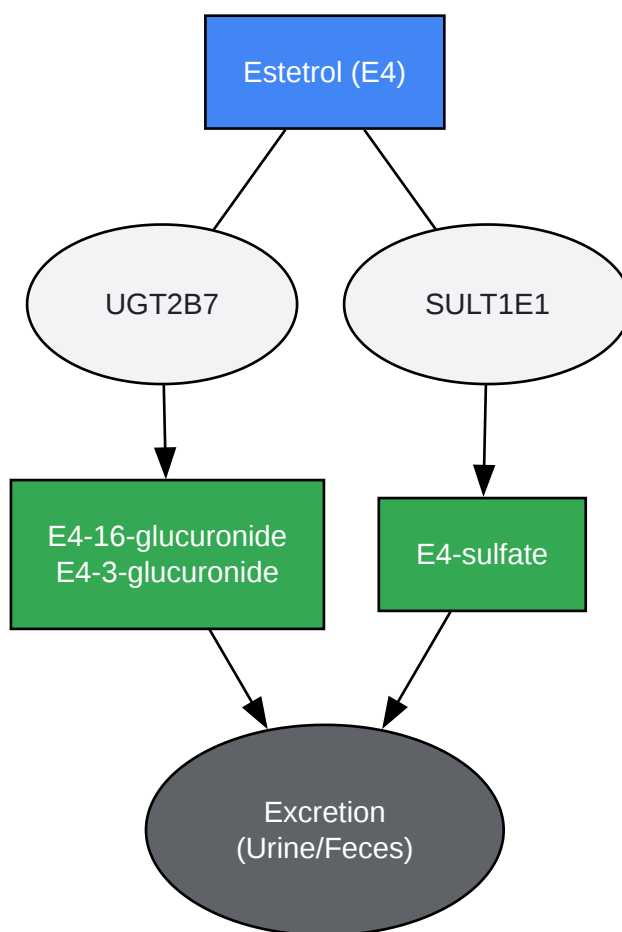 Estetrol (E4)
UGT2B7
SULT1E1
E4-16-glucuronide
E4-3-glucuronide
E4-sulfate
Excretion
(Urine/Feces)